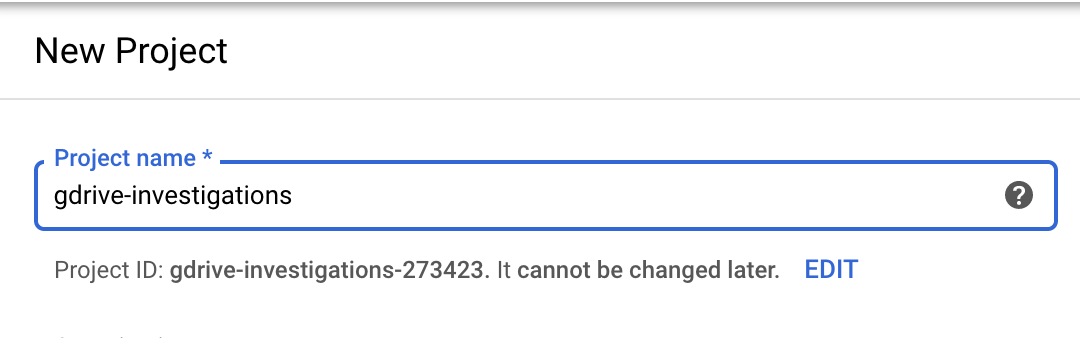 New Project
Project name *
gdrive-investigations
Project ID: gdrive-investigations-273423. It cannot be changed later. EDIT